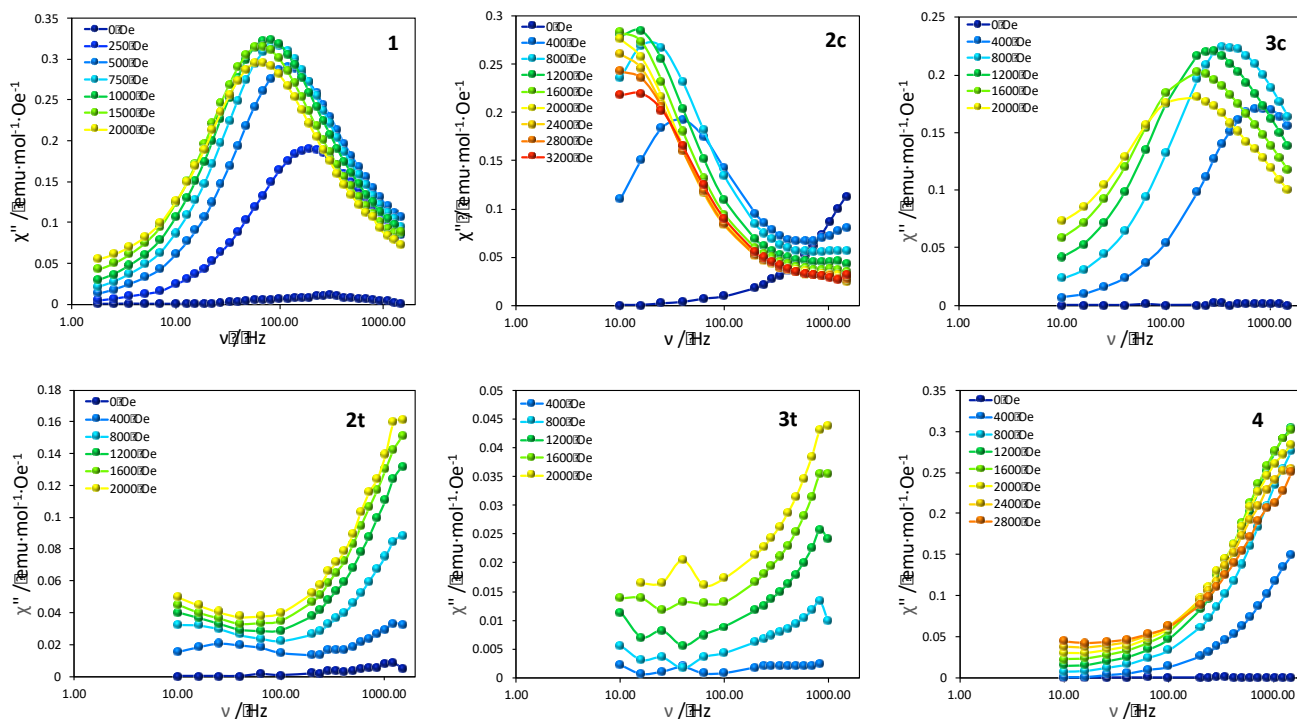 1
0 Oe
250 Oe
500 Oe
750 Oe
1000 Oe
1500 Oe
2000 Oe
0.35
0.3
0.25
0.2
0.15
0.1
0.05
0
χ'' / emu·mol⁻¹·Oe⁻¹
1.00 10.00 100.00 1000.00
ν / Hz
2c
0 Oe
400 Oe
800 Oe
1200 Oe
1600 Oe
2000 Oe
2400 Oe
2800 Oe
3200 Oe
0.3
0.25
0.2
0.15
0.1
0.05
0
χ'' / emu·mol⁻¹·Oe⁻¹
1.00 10.00 100.00 1000.00
ν / Hz
3c
0 Oe
400 Oe
800 Oe
1200 Oe
1600 Oe
2000 Oe
0.25
0.2
0.15
0.1
0.05
0
χ'' / emu·mol⁻¹·Oe⁻¹
1.00 10.00 100.00 1000.00
ν / Hz
2t
0 Oe
400 Oe
800 Oe
1200 Oe
1600 Oe
2000 Oe
0.18
0.16
0.14
0.12
0.1
0.08
0.06
0.04
0.02
0
χ'' / emu·mol⁻¹·Oe⁻¹
1.00 10.00 100.00 1000.00
ν / Hz
3t
400 Oe
800 Oe
1200 Oe
1600 Oe
2000 Oe
0.05
0.045
0.04
0.035
0.03
0.025
0.02
0.015
0.01
0.005
0
χ'' / emu·mol⁻¹·Oe⁻¹
1.00 10.00 100.00 1000.00
ν / Hz
4
0 Oe
400 Oe
800 Oe
1200 Oe
1600 Oe
2000 Oe
2400 Oe
2800 Oe
0.35
0.3
0.25
0.2
0.15
0.1
0.05
0
χ'' / emu·mol⁻¹·Oe⁻¹
1.00 10.00 100.00 1000.00
ν / Hz